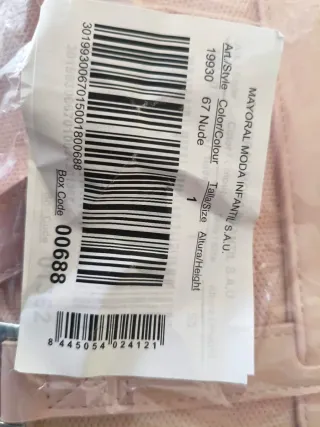 MAYORAL MODA INFANTIL S.A.U.
Art./Style Color/Colour Talla/Size Altura/Height
19930 67 Nude 1
30199300670150018000688
Box Code 00688
8 445054 024121